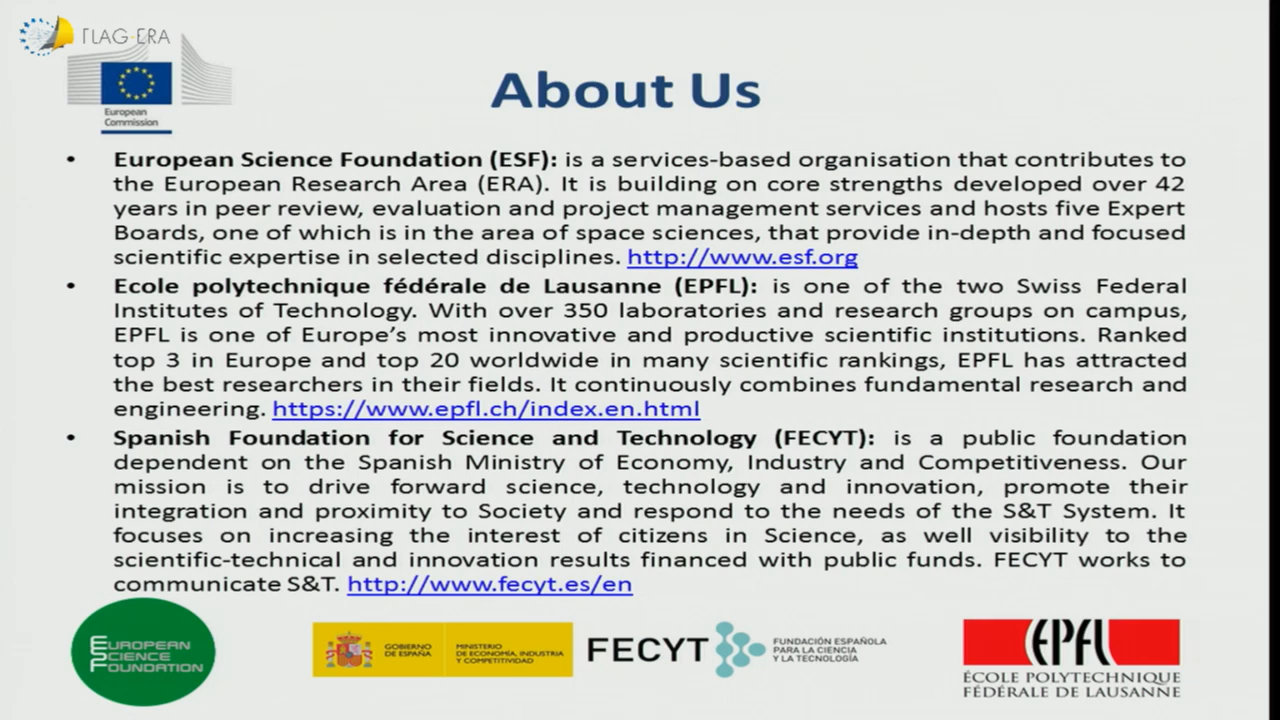 FLAG-ERA
European
Commission
About Us
• European Science Foundation (ESF): is a services-based organisation that contributes to
the European Research Area (ERA). It is building on core strengths developed over 42
years in peer review, evaluation and project management services and hosts five Expert
Boards, one of which is in the area of space sciences, that provide in-depth and focused
scientific expertise in selected disciplines. http://www.esf.org
• Ecole polytechnique fédérale de Lausanne (EPFL): is one of the two Swiss Federal
Institutes of Technology. With over 350 laboratories and research groups on campus,
EPFL is one of Europe’s most innovative and productive scientific institutions. Ranked
top 3 in Europe and top 20 worldwide in many scientific rankings, EPFL has attracted
the best researchers in their fields. It continuously combines fundamental research and
engineering. https://www.epfl.ch/index.en.html
• Spanish Foundation for Science and Technology (FECYT): is a public foundation
dependent on the Spanish Ministry of Economy, Industry and Competitiveness. Our
mission is to drive forward science, technology and innovation, promote their
integration and proximity to Society and respond to the needs of the S&T System. It
focuses on increasing the interest of citizens in Science, as well visibility to the
scientific-technical and innovation results financed with public funds. FECYT works to
communicate S&T. http://www.fecyt.es/en
EUROPEAN
SCIENCE
FOUNDATION
GOBIERNO
DE ESPAÑA
MINISTERIO
DE ECONOMÍA, INDUSTRIA
Y COMPETITIVIDAD
FECYT
FUNDACIÓN ESPAÑOLA
PARA LA CIENCIA
Y LA TECNOLOGÍA
EPFL
ÉCOLE POLYTECHNIQUE
FÉDÉRALE DE LAUSANNE